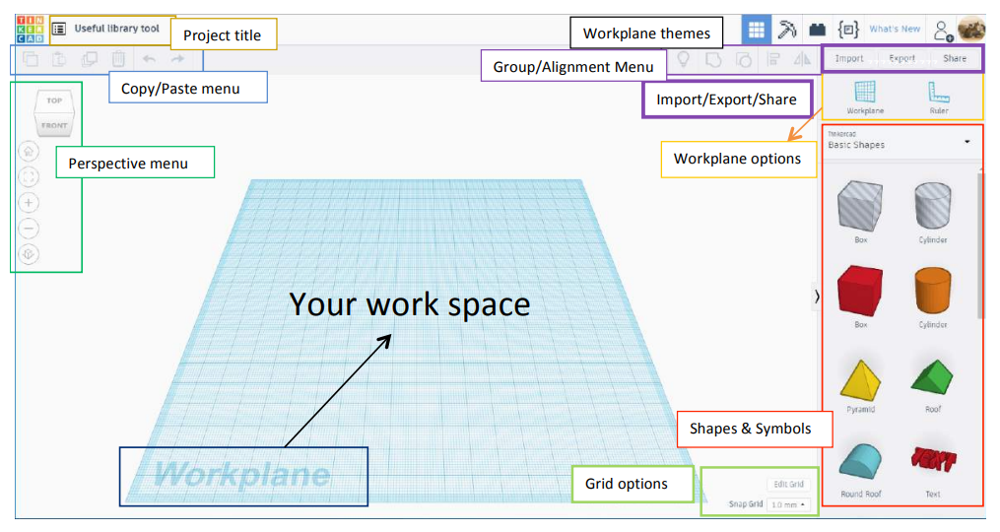 TIN
KER
CAD
Useful library tool
Project title
Workplane themes
What's New
Group/Alignment Menu
Import
Export
Share
Copy/Paste menu
Import/Export/Share
Workplane
Ruler
TOP
FRONT
Perspective menu
Workplane options
Tinkercad
Basic Shapes
Box
Cylinder
Your work space
Box
Cylinder
Pyramid
Roof
Shapes & Symbols
TEXT
Workplane
Grid options
Edit Grid
Snap Grid 1.0 mm
Round Roof
Text